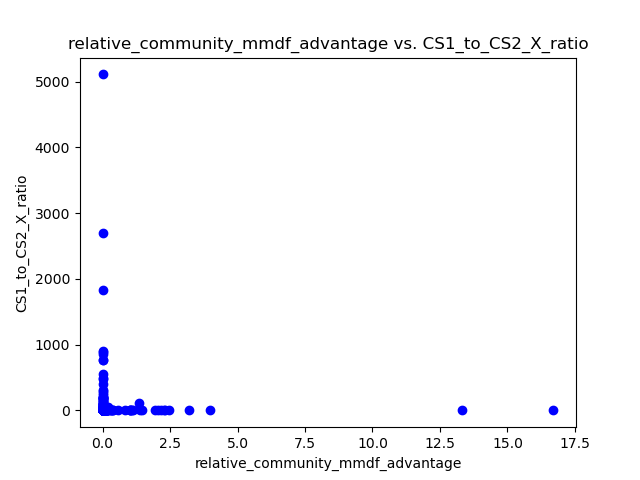 relative_community_mmdf_advantage vs. CS1_to_CS2_X_ratio
5000
4000
3000
2000
1000
0
CS1_to_CS2_X_ratio
0.0 2.5 5.0 7.5 10.0 12.5 15.0 17.5
relative_community_mmdf_advantage